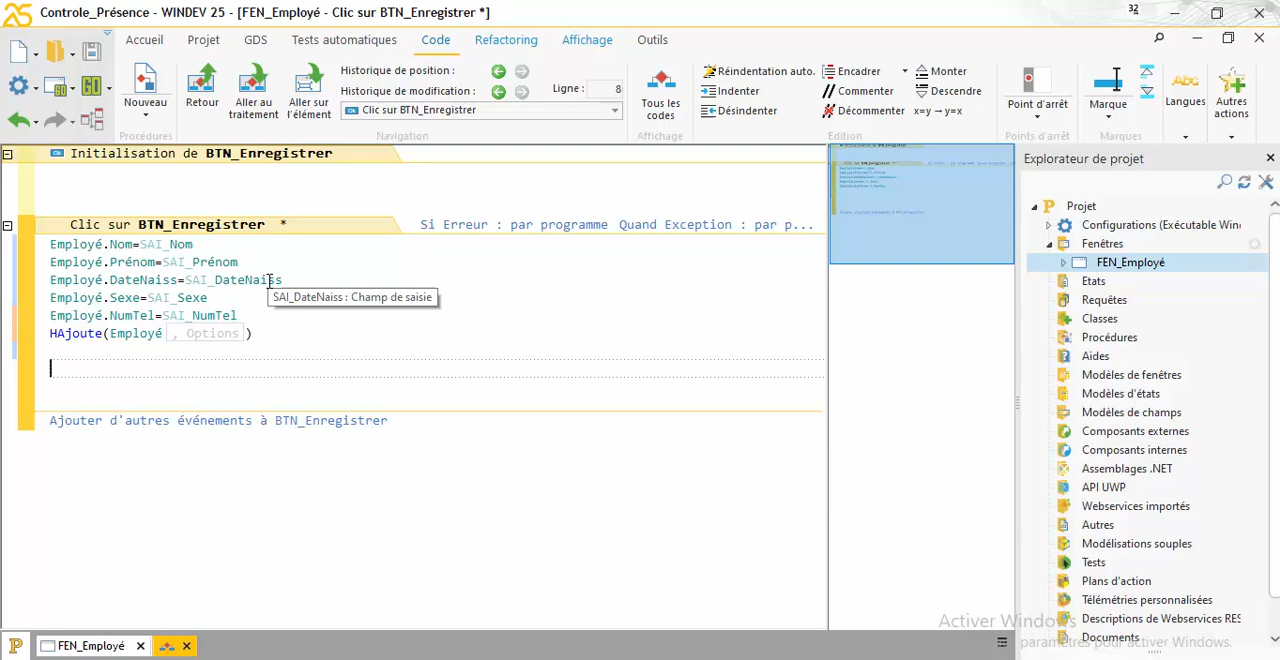 25 Controle_Présence - WINDEV 25 - [FEN_Employé - Clic sur BTN_Enregistrer *]
32
Accueil Projet GDS Tests automatiques Code Refactoring Affichage Outils
GO GO
Nouveau
Procédures
Retour
Aller au traitement
Aller sur l'élément
Historique de position :
Historique de modification : Ligne : 8
Clic sur BTN_Enregistrer
Navigation
Tous les codes
Affichage
Réindentation auto. Encadrer Monter
Indenter // Commenter Descendre
Désindenter Décommenter x=y→y=x
Edition
Point d'arrêt
Points d'arrêt
Marque
Marques
ABC
Langues
Autres actions
Ok Initialisation de BTN_Enregistrer
Clic sur BTN_Enregistrer * Si Erreur : par programme Quand Exception : par p...
Employé.Nom=SAI_Nom
Employé.Prénom=SAI_Prénom
Employé.DateNaiss=SAI_DateNaiss
Employé.Sexe=SAI_Sexe
SAI_DateNaiss : Champ de saisie
Employé.NumTel=SAI_NumTel
HAjoute(Employé , Options )
Ajouter d'autres événements à BTN_Enregistrer
Explorateur de projet
Projet
Configurations (Exécutable Win
Fenêtres
FEN_Employé
Etats
Requêtes
Classes
Procédures
Aides
Modèles de fenêtres
Modèles d'états
Modèles de champs
Composants externes
Composants internes
Assemblages .NET
API UWP
Webservices importés
Autres
Modélisations souples
Tests
Plans d'action
Télémétries personnalisées
Descriptions de Webservices RES
Documents
Activer Windows
paramètres pour activer Windows.
FEN_Employé